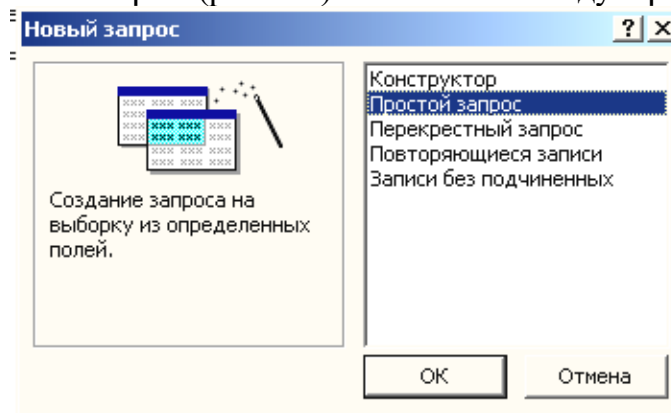 Новый запрос
? ×
Конструктор
Простой запрос
Перекрестный запрос
Повторяющиеся записи
Записи без подчиненных
Создание запроса на
выборку из определенных
полей.
ОК
Отмена